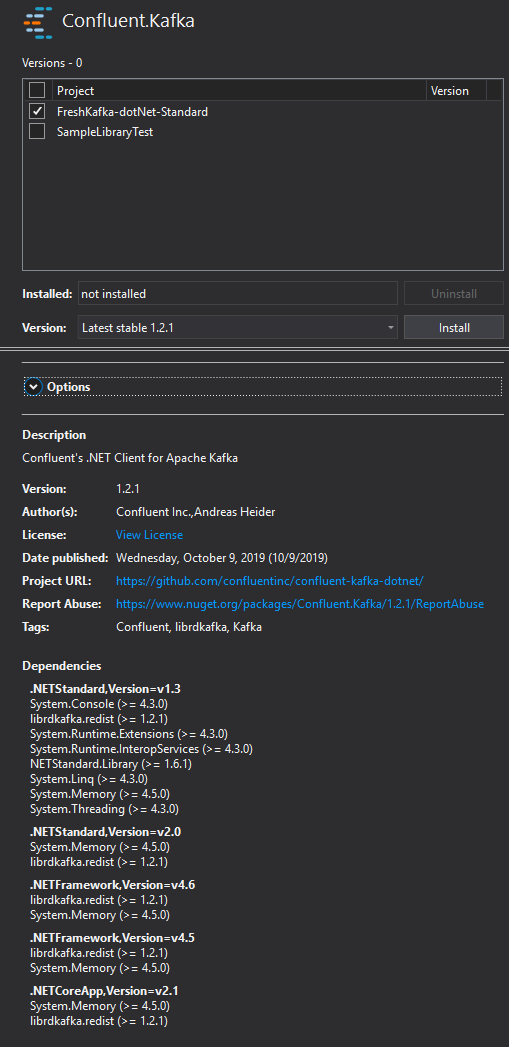 Confluent.Kafka
Versions - 0
Project Version
FreshKafka-dotNet-Standard
SampleLibraryTest
Installed: not installed Uninstall
Version: Latest stable 1.2.1 Install
Options
Description
Confluent's .NET Client for Apache Kafka
Version: 1.2.1
Author(s): Confluent Inc.,Andreas Heider
License: View License
Date published: Wednesday, October 9, 2019 (10/9/2019)
Project URL: https://github.com/confluentinc/confluent-kafka-dotnet/
Report Abuse: https://www.nuget.org/packages/Confluent.Kafka/1.2.1/ReportAbuse
Tags: Confluent, librdkafka, Kafka
Dependencies
.NETStandard,Version=v1.3
System.Console (>= 4.3.0)
librdkafka.redist (>= 1.2.1)
System.Runtime.Extensions (>= 4.3.0)
System.Runtime.InteropServices (>= 4.3.0)
NETStandard.Library (>= 1.6.1)
System.Linq (>= 4.3.0)
System.Memory (>= 4.5.0)
System.Threading (>= 4.3.0)
.NETStandard,Version=v2.0
System.Memory (>= 4.5.0)
librdkafka.redist (>= 1.2.1)
.NETFramework,Version=v4.6
librdkafka.redist (>= 1.2.1)
System.Memory (>= 4.5.0)
.NETFramework,Version=v4.5
librdkafka.redist (>= 1.2.1)
System.Memory (>= 4.5.0)
.NETCoreApp,Version=v2.1
System.Memory (>= 4.5.0)
librdkafka.redist (>= 1.2.1)